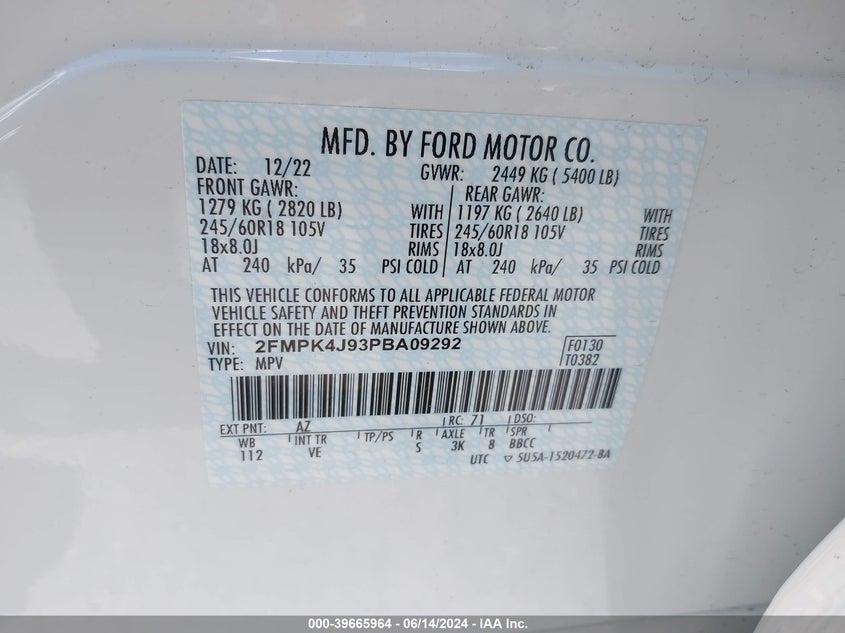 MFD. BY FORD MOTOR CO.
DATE: 12/22 GVWR: 2449 KG ( 5400 LB)
FRONT GAWR: REAR GAWR:
1279 KG ( 2820 LB) WITH 1197 KG ( 2640 LB) WITH
245/60R18 105V TIRES 245/60R18 105V TIRES
18x8.0J RIMS 18x8.0J RIMS
AT 240 kPa/ 35 PSI COLD AT 240 kPa/ 35 PSI COLD
THIS VEHICLE CONFORMS TO ALL APPLICABLE FEDERAL MOTOR
VEHICLE SAFETY AND THEFT PREVENTION STANDARDS IN
EFFECT ON THE DATE OF MANUFACTURE SHOWN ABOVE.
VIN: 2FMPK4J93PBA09292 F0130
TYPE: MPV T0382
EXT PNT: AZ RC: 71 DSO:
WB INT TR TP/PS R AXLE TR SPR
112 VE S 3K 8 BBCC
UTC ▽ 5U5A-1520472-BA
000-39665964 - 06/14/2024 - IAA Inc.